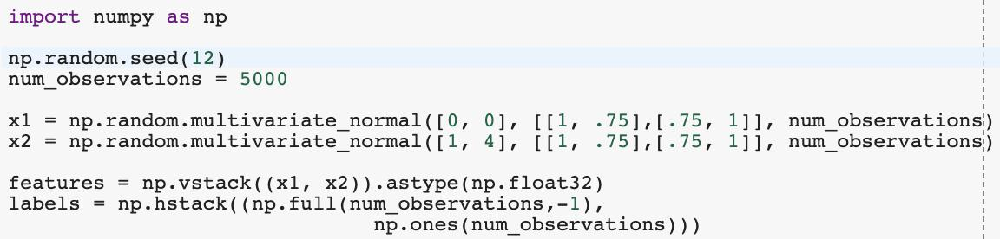 import numpy as np
np.random.seed(12)
num_observations = 5000
x1 = np.random.multivariate_normal([0, 0], [[1, .75],[.75, 1]], num_observations)
x2 = np.random.multivariate_normal([1, 4], [[1, .75],[.75, 1]], num_observations)
features = np.vstack((x1, x2)).astype(np.float32)
labels = np.hstack((np.full(num_observations,-1),
np.ones(num_observations)))